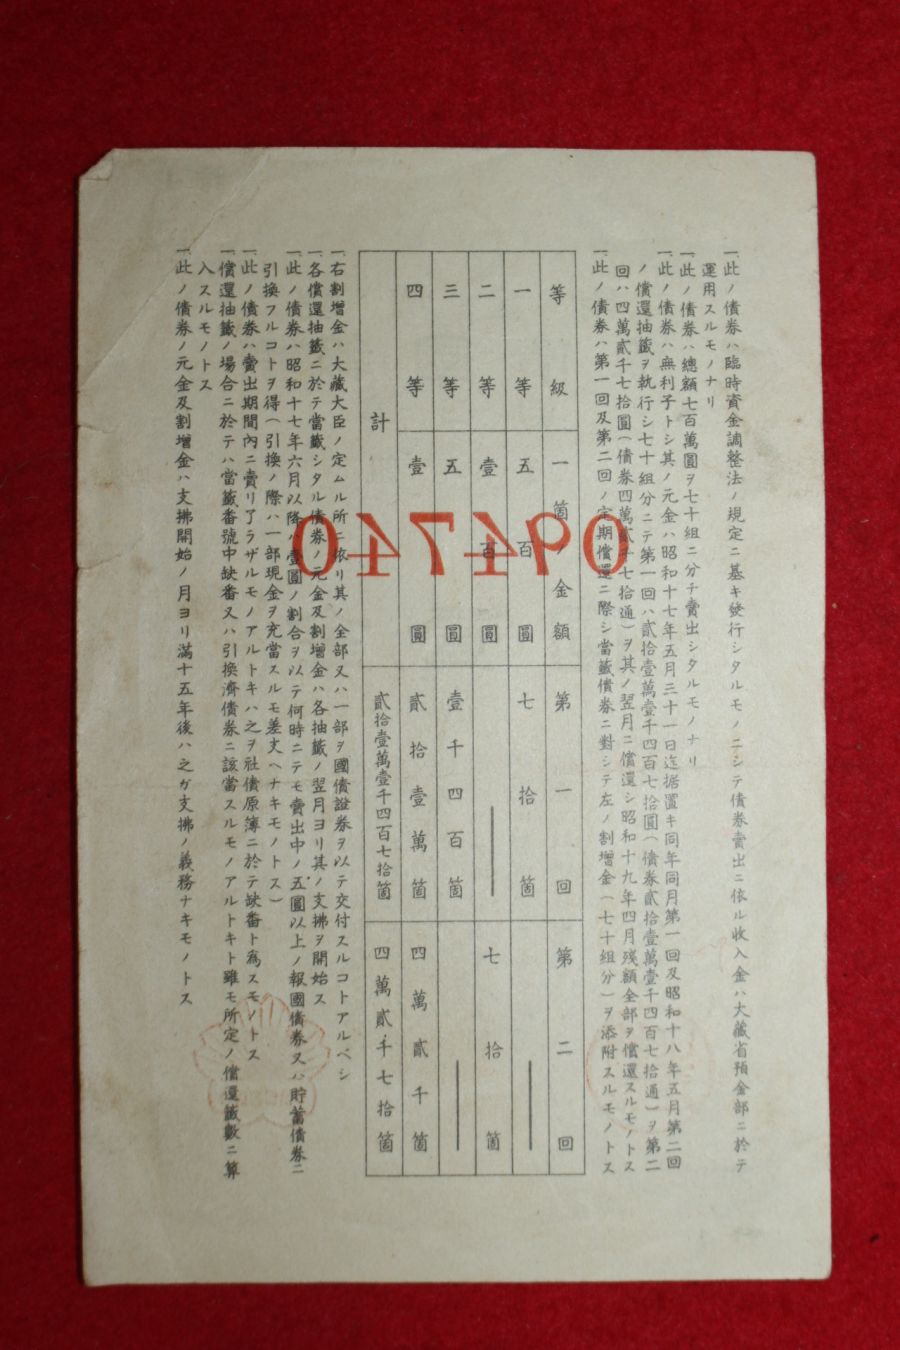 一、此ノ債券ハ臨時資金調整法ノ規定ニ基キ發行シタルモノニシテ債券賣出ニ依ル收入金ハ大藏省預金部ニ於テ
運用スルモノナリ
一、此ノ債券ハ總額七百萬圓ヲ七十組ニ分チ賣出シタルモノナリ
一、此ノ債券ハ無利子トシ其ノ元金ハ昭和十七年五月三十一日迄据置キ同年同月第一回及昭和十八年五月第二回
ノ償還抽籤ヲ執行シ七十組分ニテ第一回ハ貳拾壹萬壹千四百七拾圓(債券貳拾壹萬壹千四百七拾通)ヲ第二
回ハ四萬貳千七拾圓(債券四萬貳千七拾通)ヲ其ノ翌月ニ償還シ昭和十九年四月殘額全部ヲ償還スルモノトス
一、此ノ債券ハ第一回及第二回ノ定期償還ニ際シ當籤債券ニ對シテ左ノ割增金(七十組分)ヲ添附スルモノトス
等級 一箇金額 第一回 第二回
一等 五百圓 七拾箇 ―
二等 壹百圓 ― 七拾箇
三等 五圓 壹千四百箇 ―
四等 壹圓 貳拾壹萬箇 四萬貳千箇
計 貳拾壹萬壹千四百七拾箇 四萬貳千七拾箇
一、右割增金ハ大藏大臣ノ定ムル所ニ依リ其ノ全部又ハ一部ヲ國債證券ヲ以テ交付スルコトアルベシ
一、各償還抽籤ニ於テ當籤シタル債券ノ元金及割增金ハ各抽籤ノ翌月ヨリ其ノ支拂ヲ開始ス
一、此ノ債券ハ昭和十七年六月以降ハ壹圓ノ割合ヲ以テ何時ニテモ賣出中ノ五圓以上ノ報國債券又ハ貯蓄債券ニ
引換フルコトヲ得(引換ノ際ハ一部現金ヲ充當スルモ差支ヘナキモノトス)
一、此ノ債券ハ賣出期間內ニ賣リ了ラザルモノアルトキハ之ヲ社債原簿ニ於テ缺番ト爲スモノトス
一、償還抽籤ノ場合ニ於テハ當籤番號中缺番又ハ引換濟債券ニ該當スルモノアルトキト雖モ所定ノ償還籤數ニ算
入スルモノトス
一、此ノ債券ノ元金及割增金ハ支拂開始ノ月ヨリ滿十五年後ハ之ガ支拂ノ義務ナキモノトス
094740